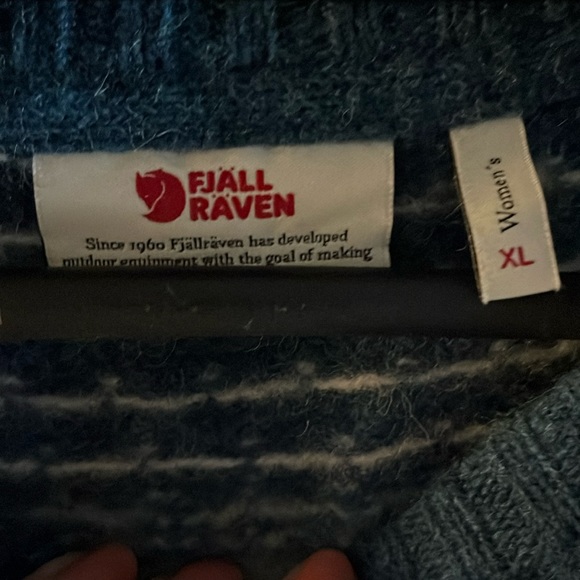 FJÄLL
RÄVEN
Since 1960 Fjällräven has developed
outdoor equipment with the goal of making
Women's
XL